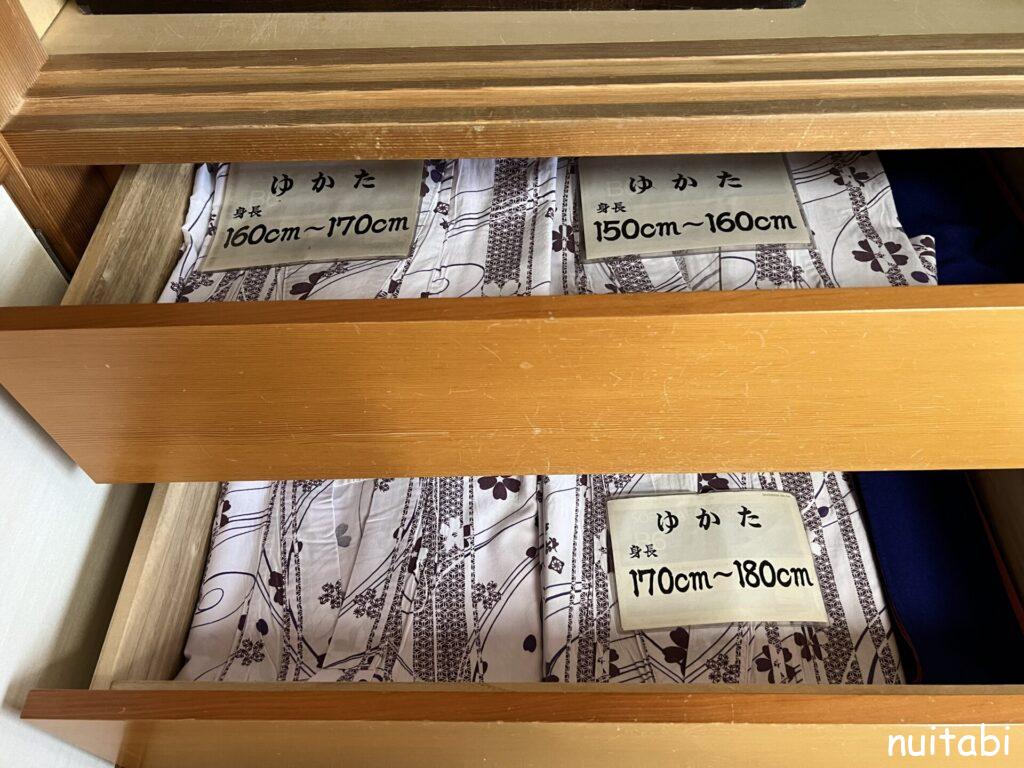 ゆかた
身長
160cm～170cm
ゆかた
身長
150cm～160cm
ゆかた
身長
170cm～180cm
nuitabi